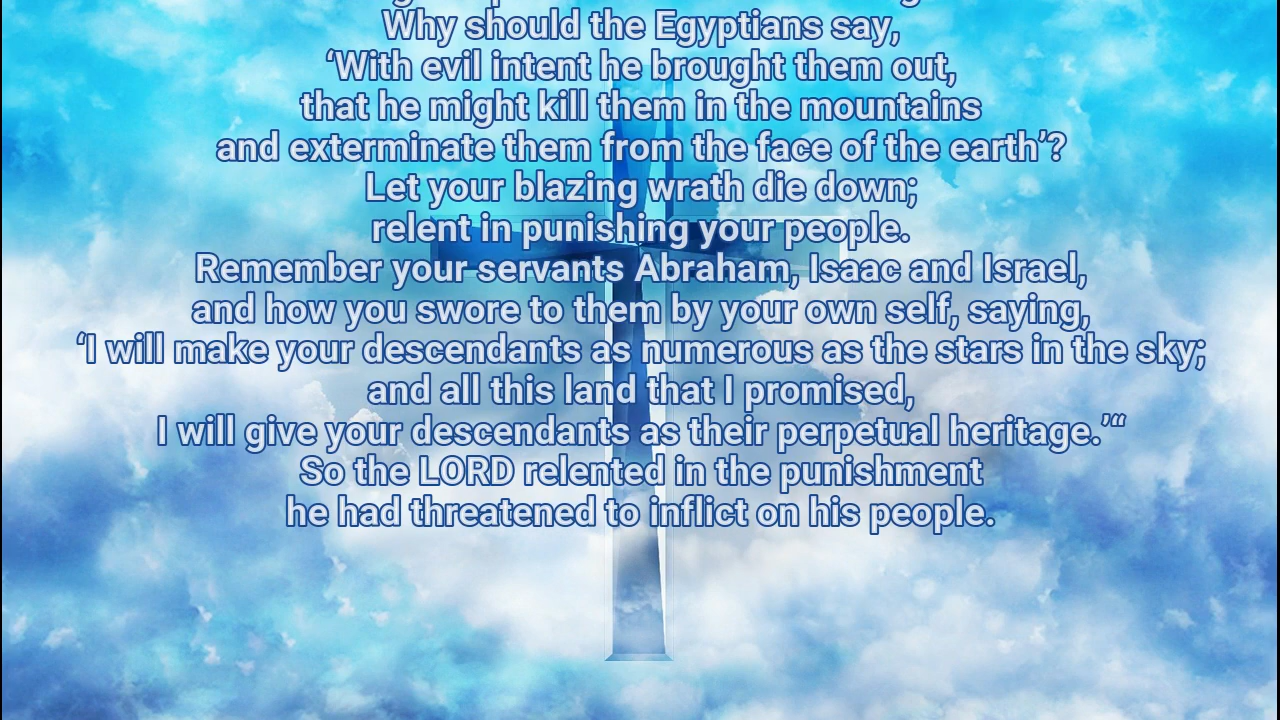 Why should the Egyptians say,
‘With evil intent he brought them out,
that he might kill them in the mountains
and exterminate them from the face of the earth’?
Let your blazing wrath die down;
relent in punishing your people.
Remember your servants Abraham, Isaac and Israel,
and how you swore to them by your own self, saying,
‘I will make your descendants as numerous as the stars in the sky;
and all this land that I promised,
I will give your descendants as their perpetual heritage.’“
So the LORD relented in the punishment
he had threatened to inflict on his people.